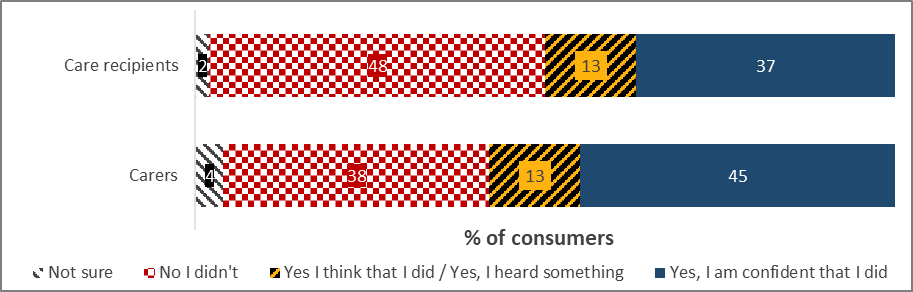 Care recipients 2 48 13 37
Carers 4 38 13 45
% of consumers
Not sure No I didn't Yes I think that I did / Yes, I heard something Yes, I am confident that I did